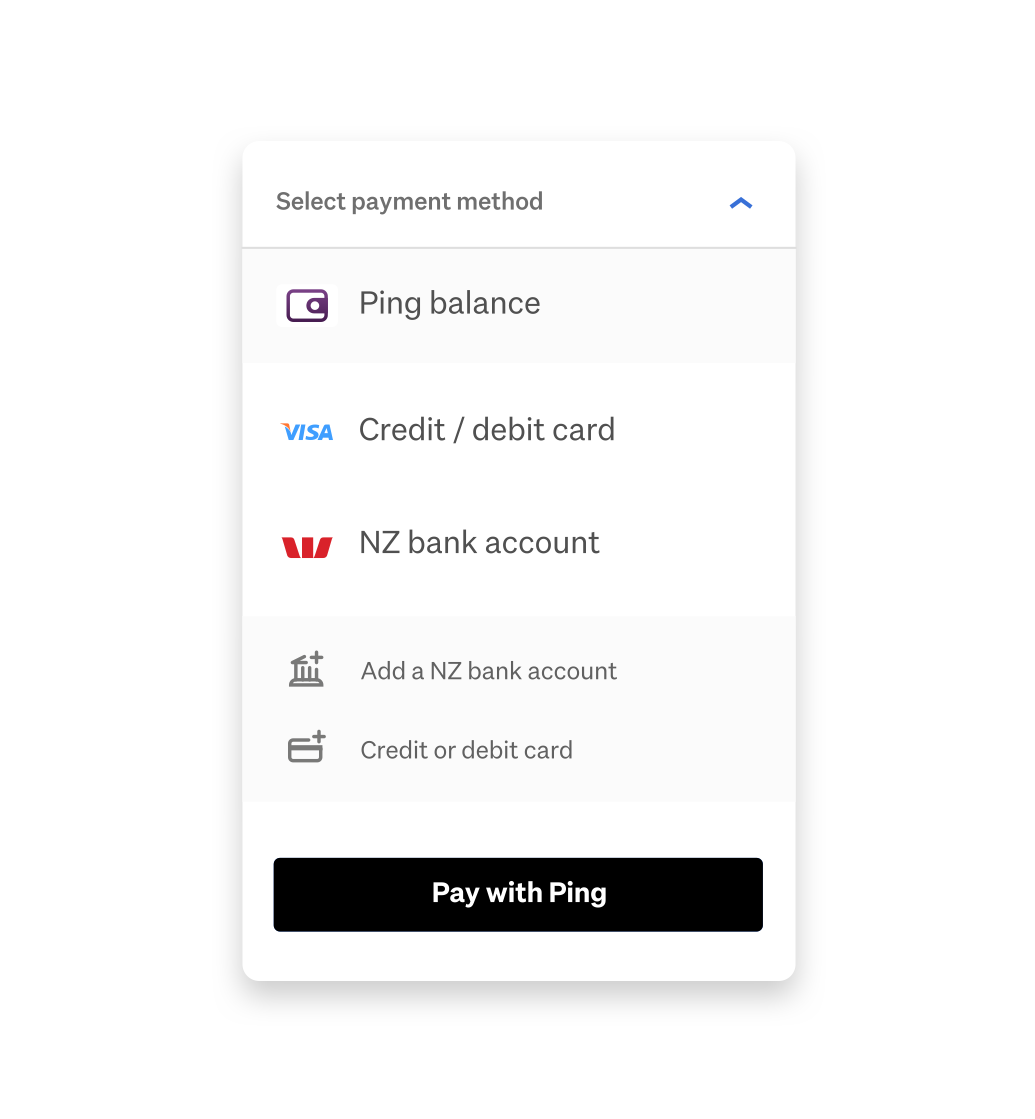 Select payment method
Ping balance
VISA Credit / debit card
NZ bank account
Add a NZ bank account
Credit or debit card
Pay with Ping